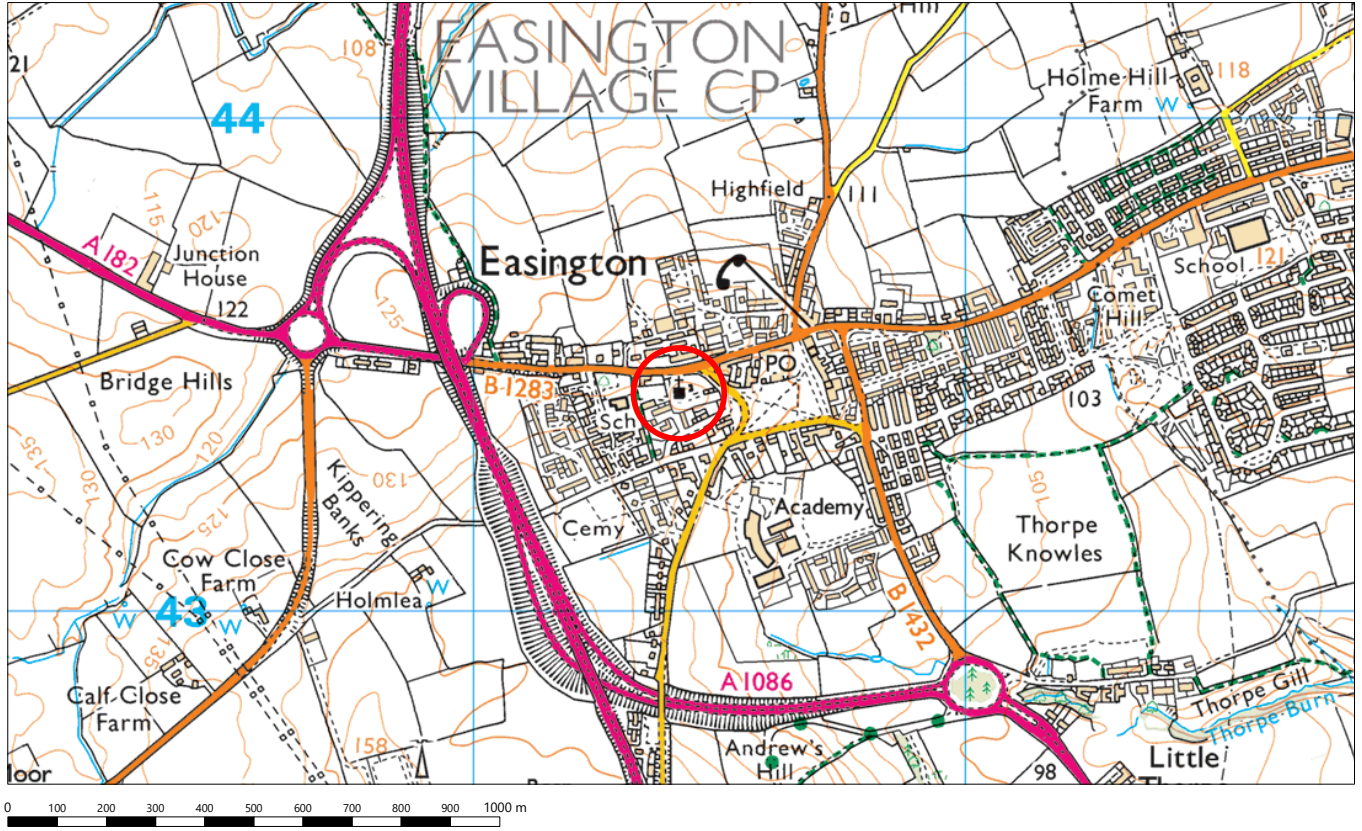 Hill
108
EASINGTON
VILLAGE CP
21
Holme Hill
Farm
W
118
44
115
120
Highfield
111
A182
Junction
House
Easington
School
121
122
125
Comet
Hill
Bridge Hills
B 1283
PO
Sch
103
130
135
120
130
Kippering
Banks
130
105
125
Cemy
Academy
Thorpe
Knowles
Cow Close
Farm
Holmlea
W
43
W
W
135
B 1432
A 1086
Calf Close
Farm
Thorpe Gill
Thorpe Burn
158
Andrew's
Hill
98
Little
0 100 200 300 400 500 600 700 800 900 1000 m